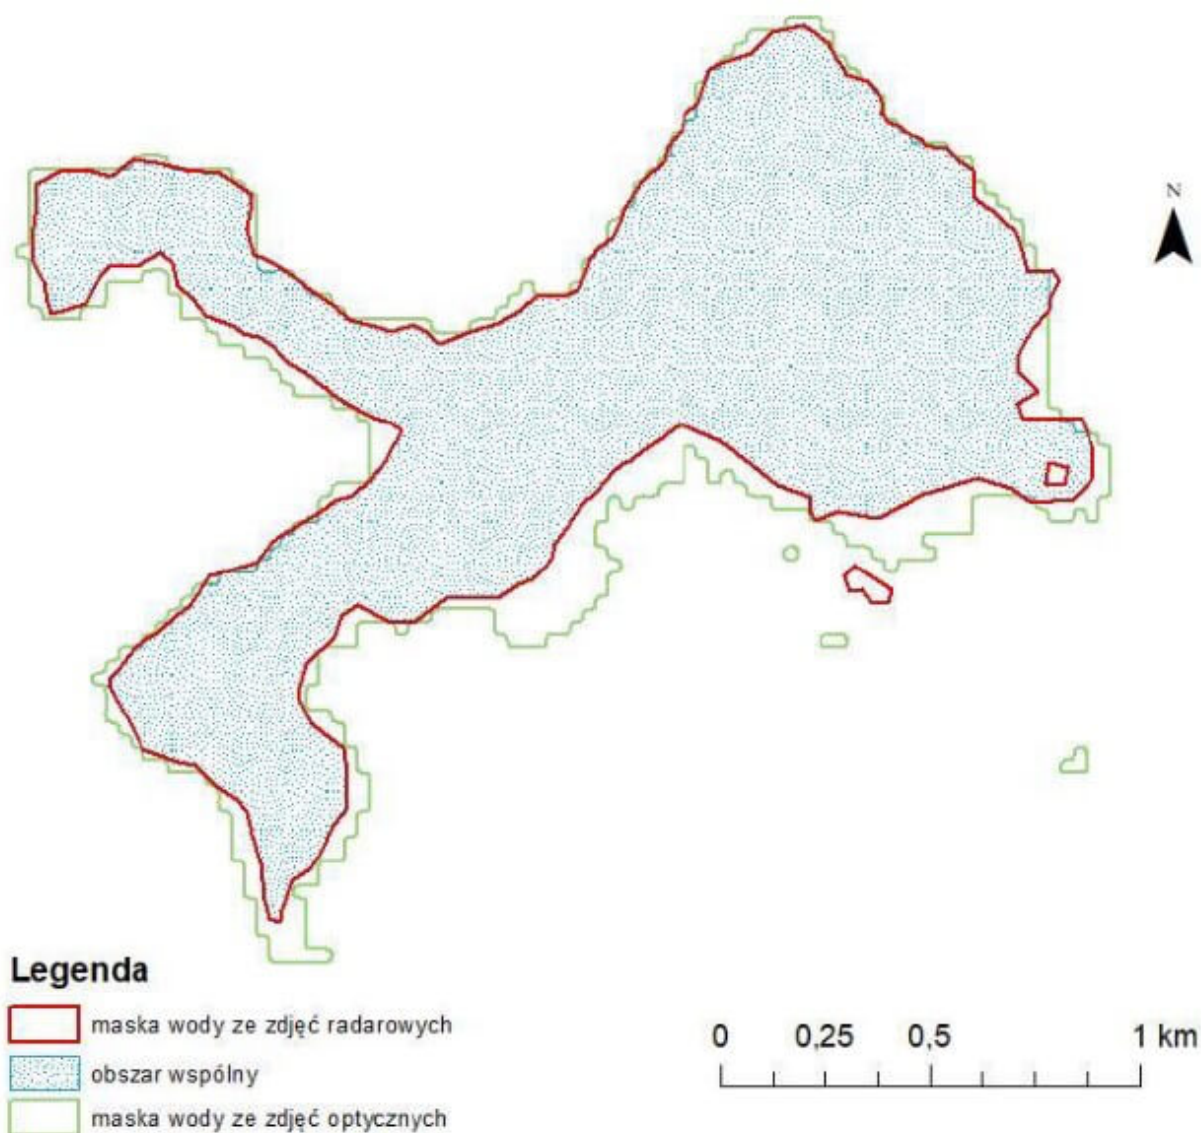 N
Legenda
maska wody ze zdjęć radarowych
obszar wspólny
maska wody ze zdjęć optycznych
0 0,25 0,5 1 km